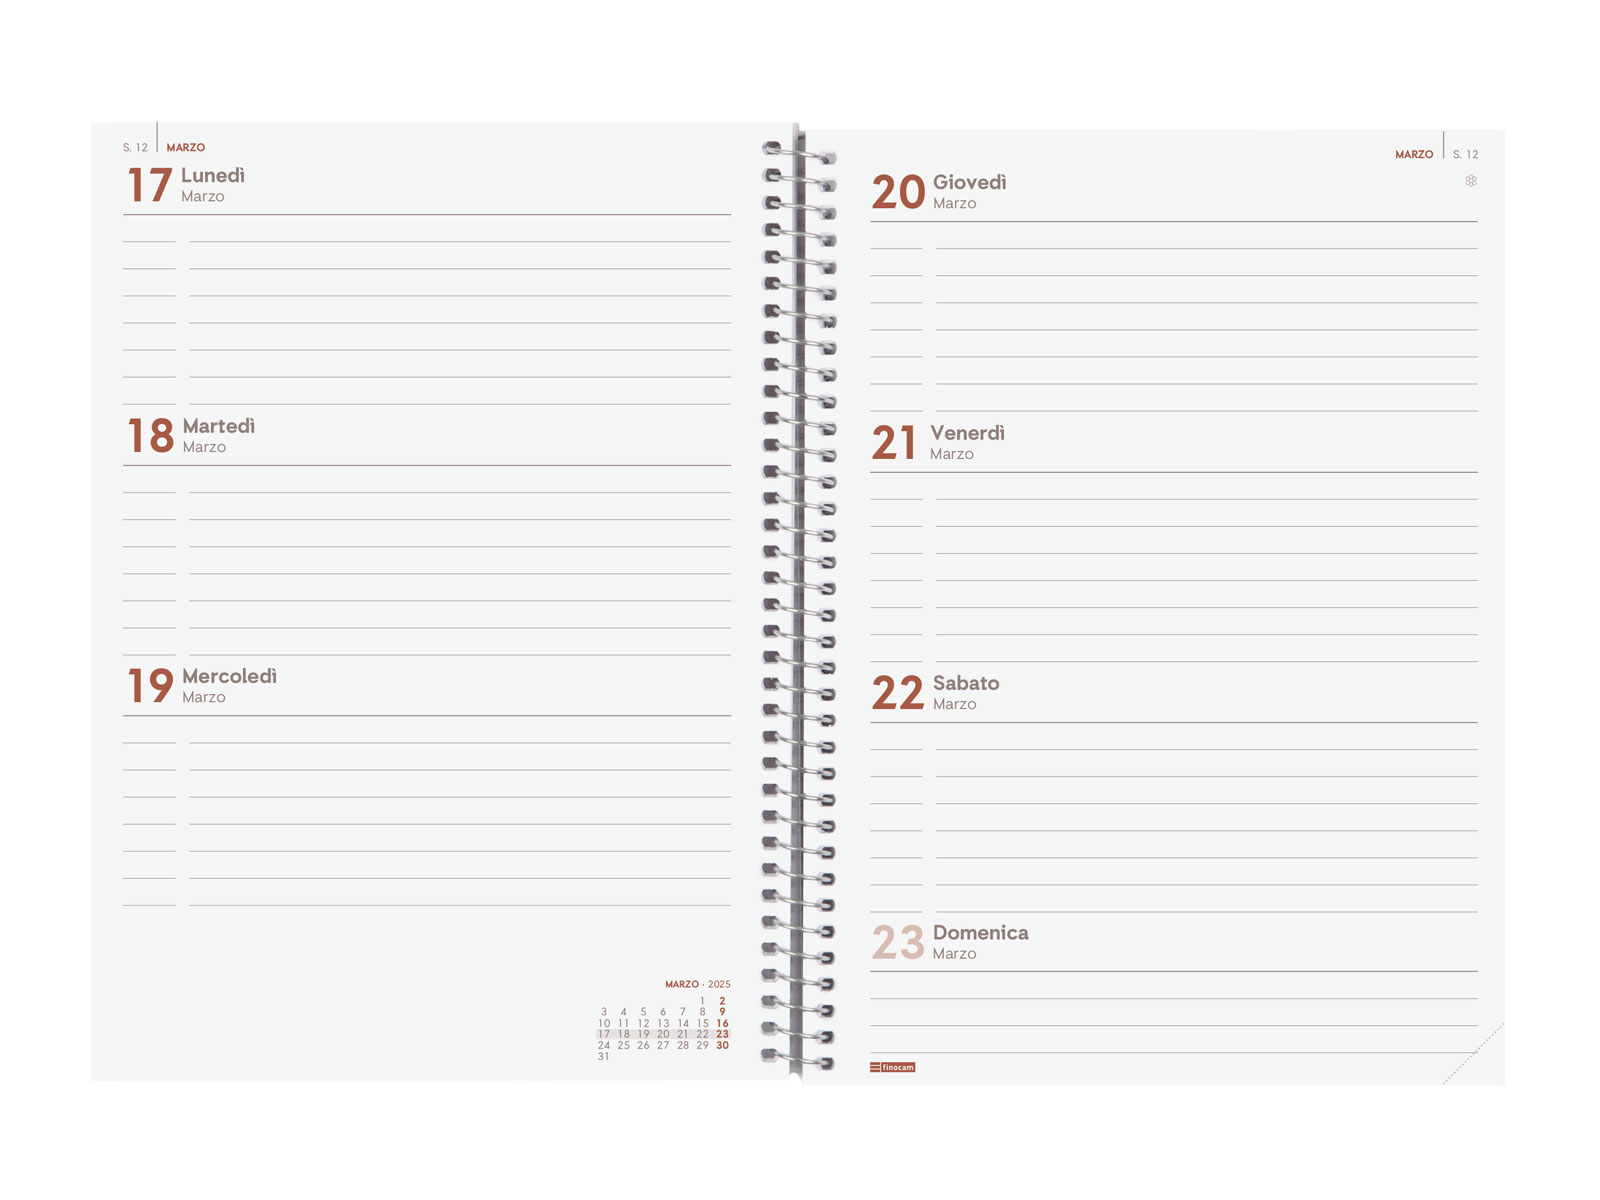 S. 12 MARZO
17 Lunedì
Marzo
18 Martedì
Marzo
19 Mercoledì
Marzo
MARZO · 2025
1 2
3 4 5 6 7 8 9
10 11 12 13 14 15 16
17 18 19 20 21 22 23
24 25 26 27 28 29 30
31
MARZO S. 12
20 Giovedì
Marzo
21 Venerdì
Marzo
22 Sabato
Marzo
23 Domenica
Marzo
finocam